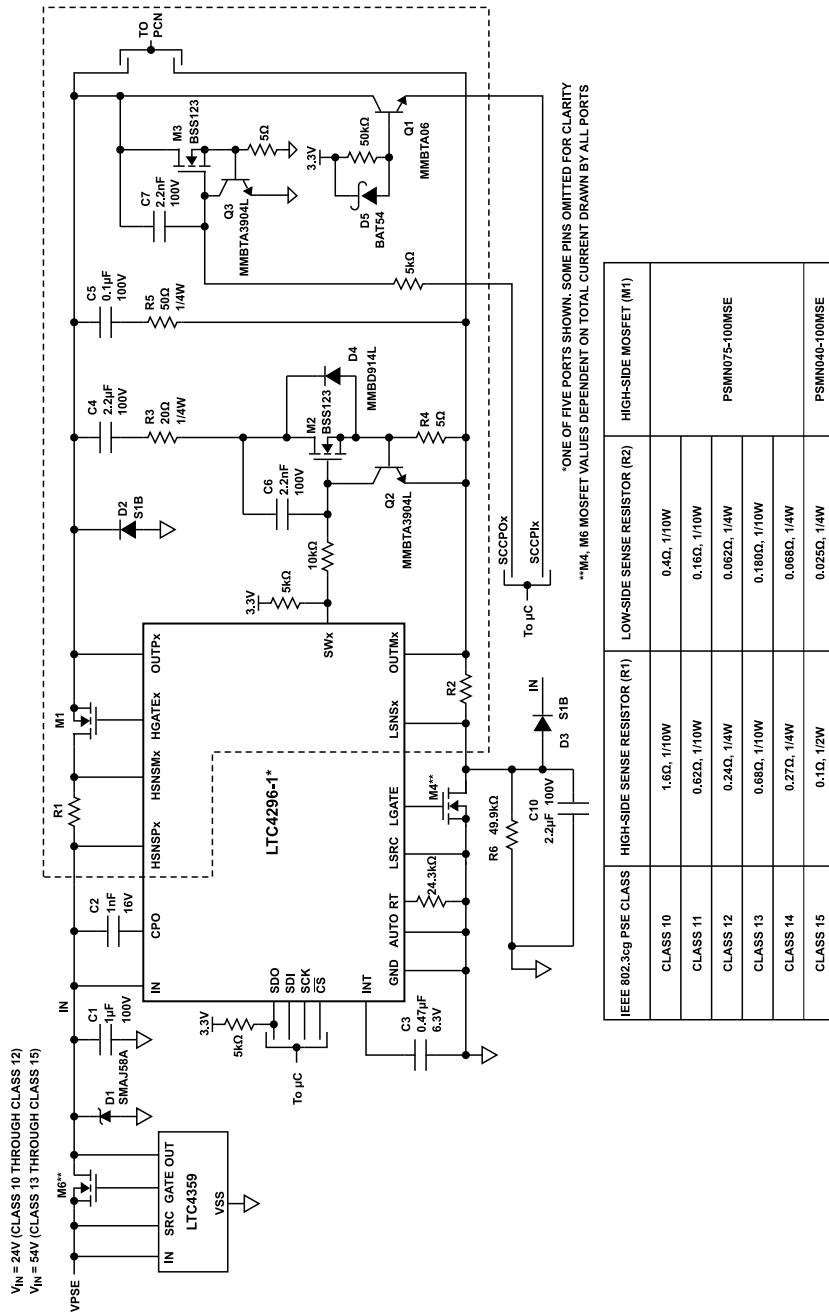 V_IN = 24V (CLASS 10 THROUGH CLASS 12)
V_IN = 54V (CLASS 13 THROUGH CLASS 15)
VPSE
M6**
IN
SRC
GATE
OUT
LTC4359
VSS
D1
SMAJ58A
C1
1µF
100V
IN
C2
1nF
16V
R1
M1
IN
CPO
HSNSPx
HSNSMx
HGATEx
OUTPx
LTC4296-1*
3.3V
5kΩ
SDO
SDI
SCK
CS
To µC
INT
GND
AUTO
RT
LSRC
LGATE
LSNSx
OUTMx
SWx
C3
0.47µF
6.3V
24.3kΩ
M4**
R2
R6
49.9kΩ
C10
2.2µF
100V
D3
S1B
IN
3.3V
5kΩ
10kΩ
D2
S1B
C4
2.2µF
100V
R3
20Ω
1/4W
C6
2.2nF
100V
M2
BSS123
D4
MMBD914L
Q2
MMBTA3904L
R4
5Ω
C5
0.1µF
100V
R5
50Ω
1/4W
C7
2.2nF
100V
M3
BSS123
Q3
MMBTA3904L
5Ω
5kΩ
3.3V
50kΩ
D5
BAT54
Q1
MMBTA06
TO
PCN
To µC
SCCPOx
SCCPIx
*ONE OF FIVE PORTS SHOWN. SOME PINS OMITTED FOR CLARITY
**M4, M6 MOSFET VALUES DEPENDENT ON TOTAL CURRENT DRAWN BY ALL PORTS
IEEE 802.3cg PSE CLASS HIGH-SIDE SENSE RESISTOR (R1) LOW-SIDE SENSE RESISTOR (R2) HIGH-SIDE MOSFET (M1)
CLASS 10 1.6Ω, 1/10W 0.4Ω, 1/10W
CLASS 11 0.62Ω, 1/10W 0.16Ω, 1/10W
CLASS 12 0.24Ω, 1/4W 0.062Ω, 1/4W PSMN075-100MSE
CLASS 13 0.68Ω, 1/10W 0.180Ω, 1/10W
CLASS 14 0.27Ω, 1/4W 0.068Ω, 1/4W
CLASS 15 0.1Ω, 1/2W 0.025Ω, 1/4W PSMN040-100MSE